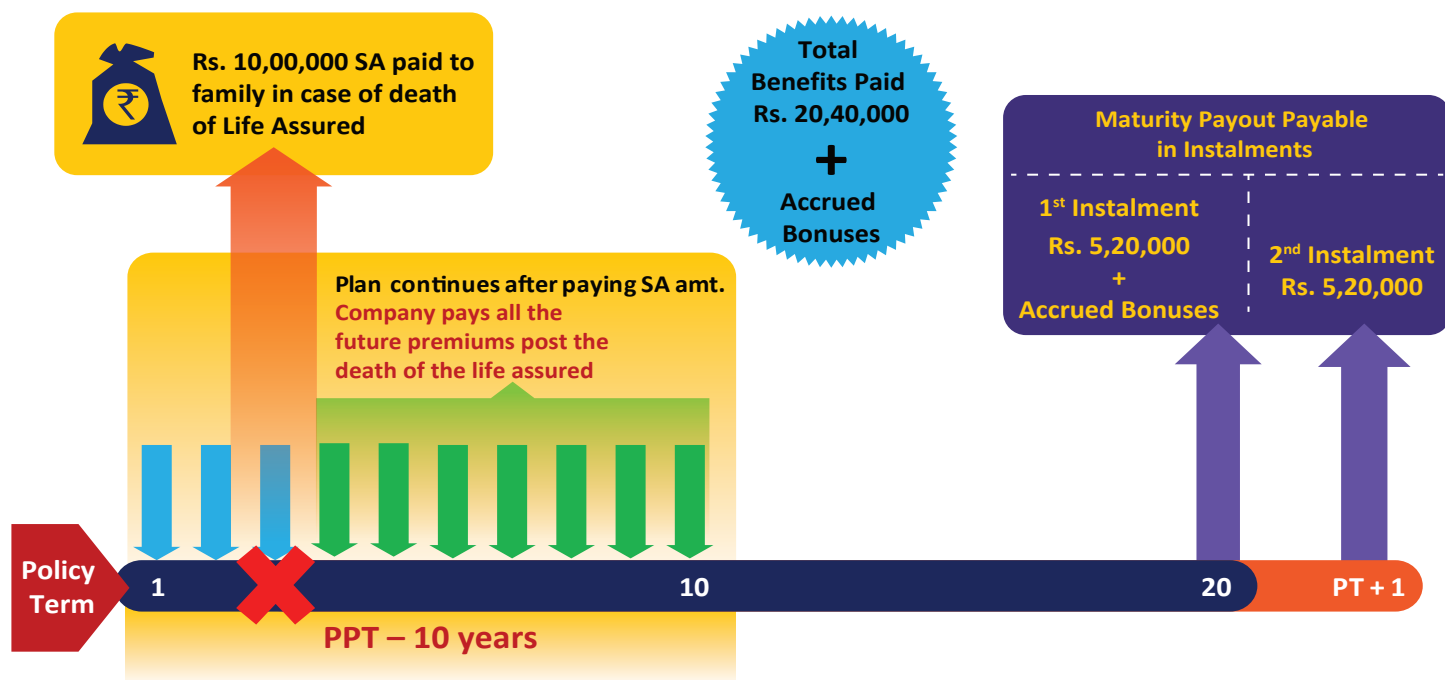 Rs. 10,00,000 SA paid to
family in case of death
of Life Assured
₹
Total
Benefits Paid
Rs. 20,40,000
+
Accrued
Bonuses
Maturity Payout Payable
in Instalments
1st Instalment
Rs. 5,20,000
+
Accrued Bonuses
2nd Instalment
Rs. 5,20,000
Plan continues after paying SA amt.
Company pays all the
future premiums post the
death of the life assured
Policy
Term
1
10
20
PT + 1
PPT – 10 years